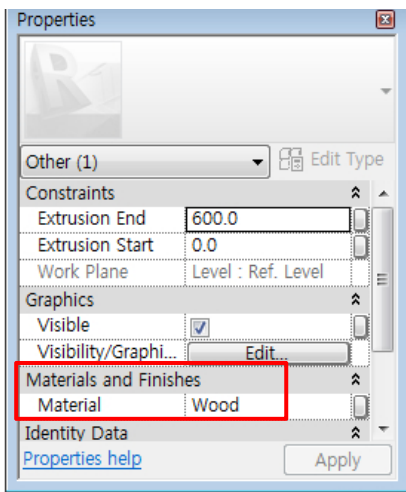 Properties
Other (1) Edit Type
Constraints
Extrusion End 600.0
Extrusion Start 0.0
Work Plane Level : Ref. Level
Graphics
Visible
Visibility/Graphi... Edit...
Materials and Finishes
Material Wood
Identity Data
Properties help Apply